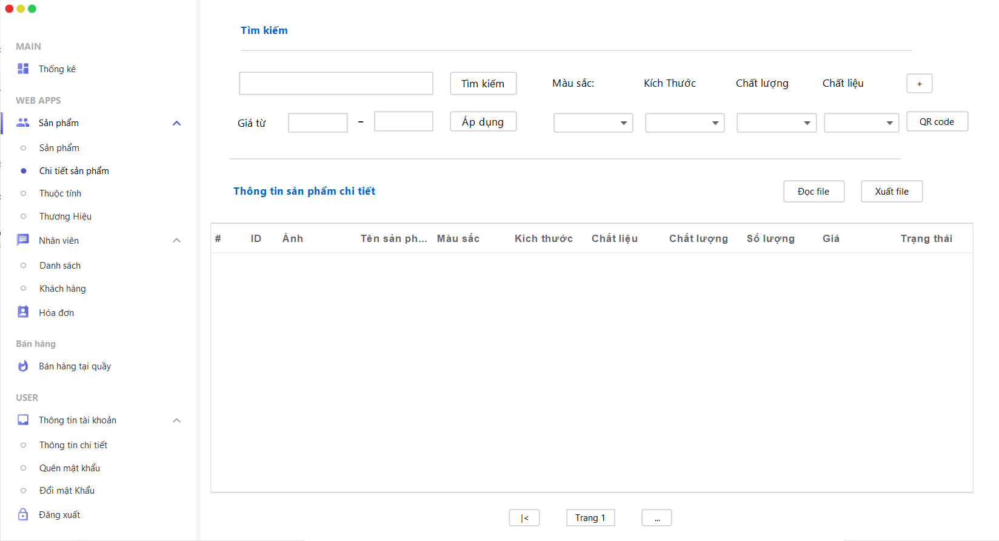 MAIN
Thống kê
WEB APPS
Sản phẩm
Sản phẩm
Chi tiết sản phẩm
Thuộc tính
Thương Hiệu
Nhân viên
Danh sách
Khách hàng
Hóa đơn
Bán hàng
Bán hàng tại quầy
USER
Thông tin tài khoản
Thông tin chi tiết
Quên mật khẩu
Đổi mật Khẩu
Đăng xuất
Tìm kiếm
Tìm kiếm Màu sắc: Kích Thước Chất lượng Chất liệu +
Giá từ – Áp dụng QR code
Thông tin sản phẩm chi tiết Đọc file Xuất file
# ID Ảnh Tên sản ph... Màu sắc Kích thước Chất liệu Chất lượng Số lượng Giá Trạng thái
|< Trang 1 ...